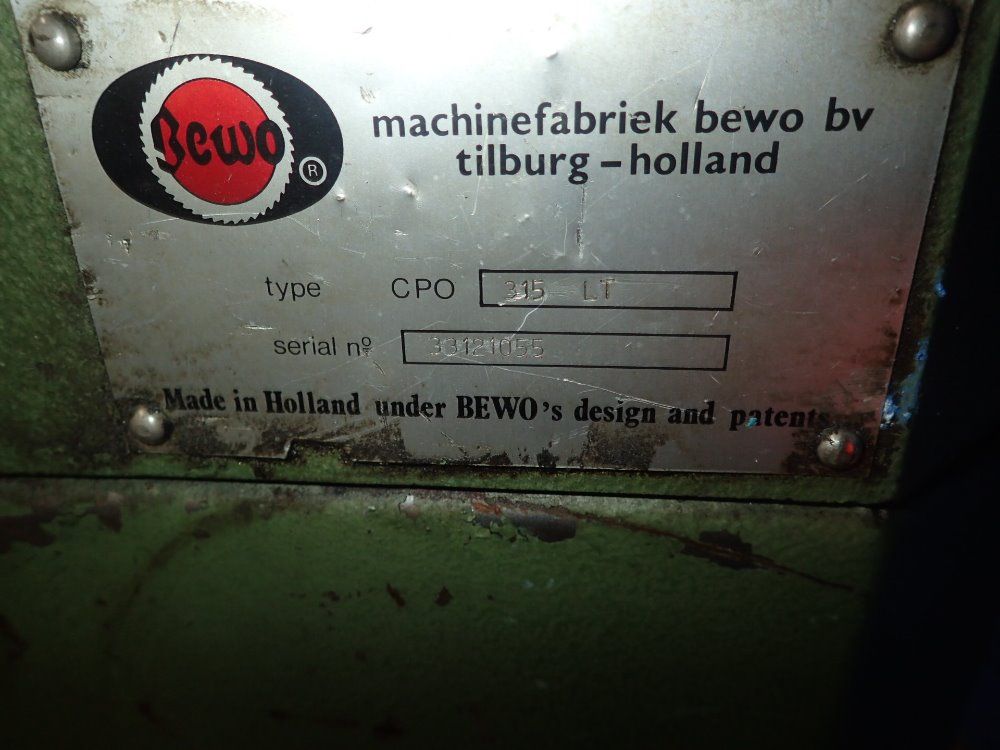 Bewo ®
machinefabriek bewo bv
tilburg – holland
type CPO 315 LT
serial nº 33121055
Made in Holland under BEWO's design and patents